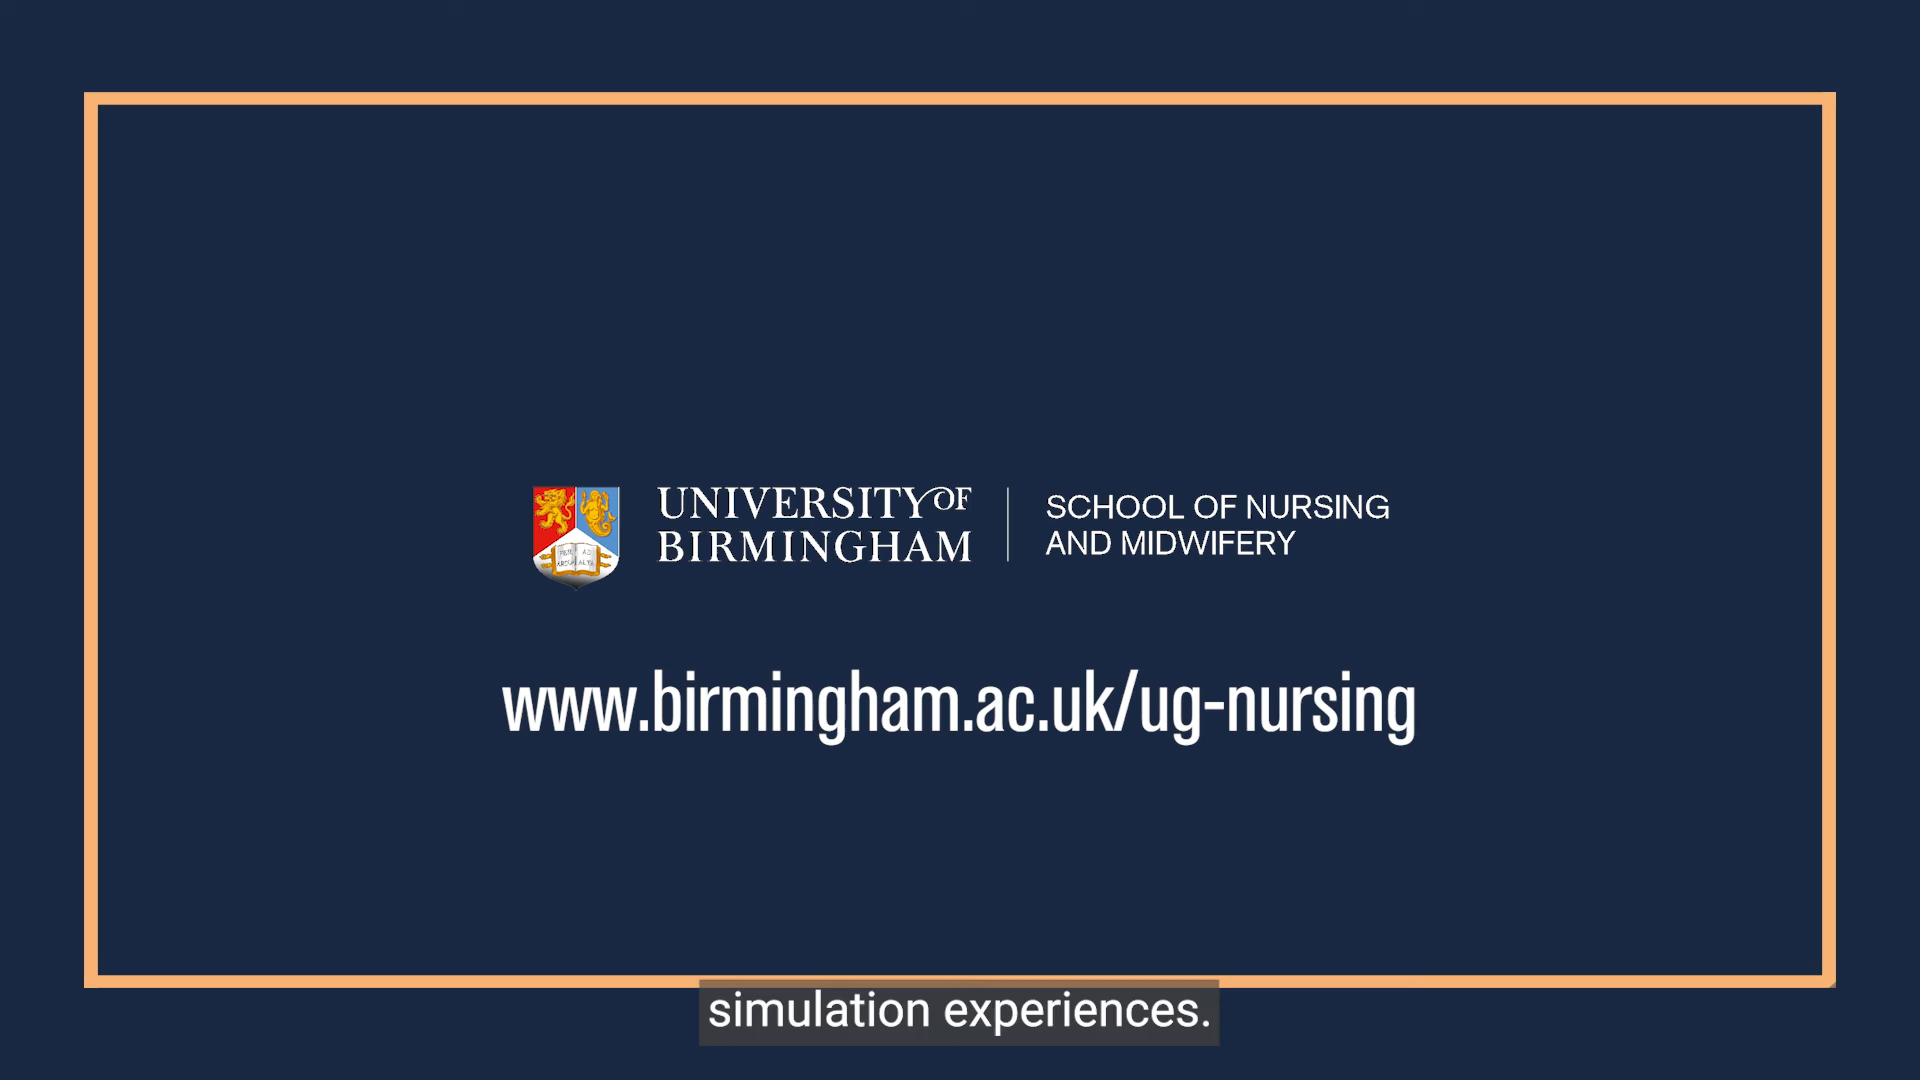 UNIVERSITY OF
BIRMINGHAM
SCHOOL OF NURSING
AND MIDWIFERY
www.birmingham.ac.uk/ug-nursing
simulation experiences.